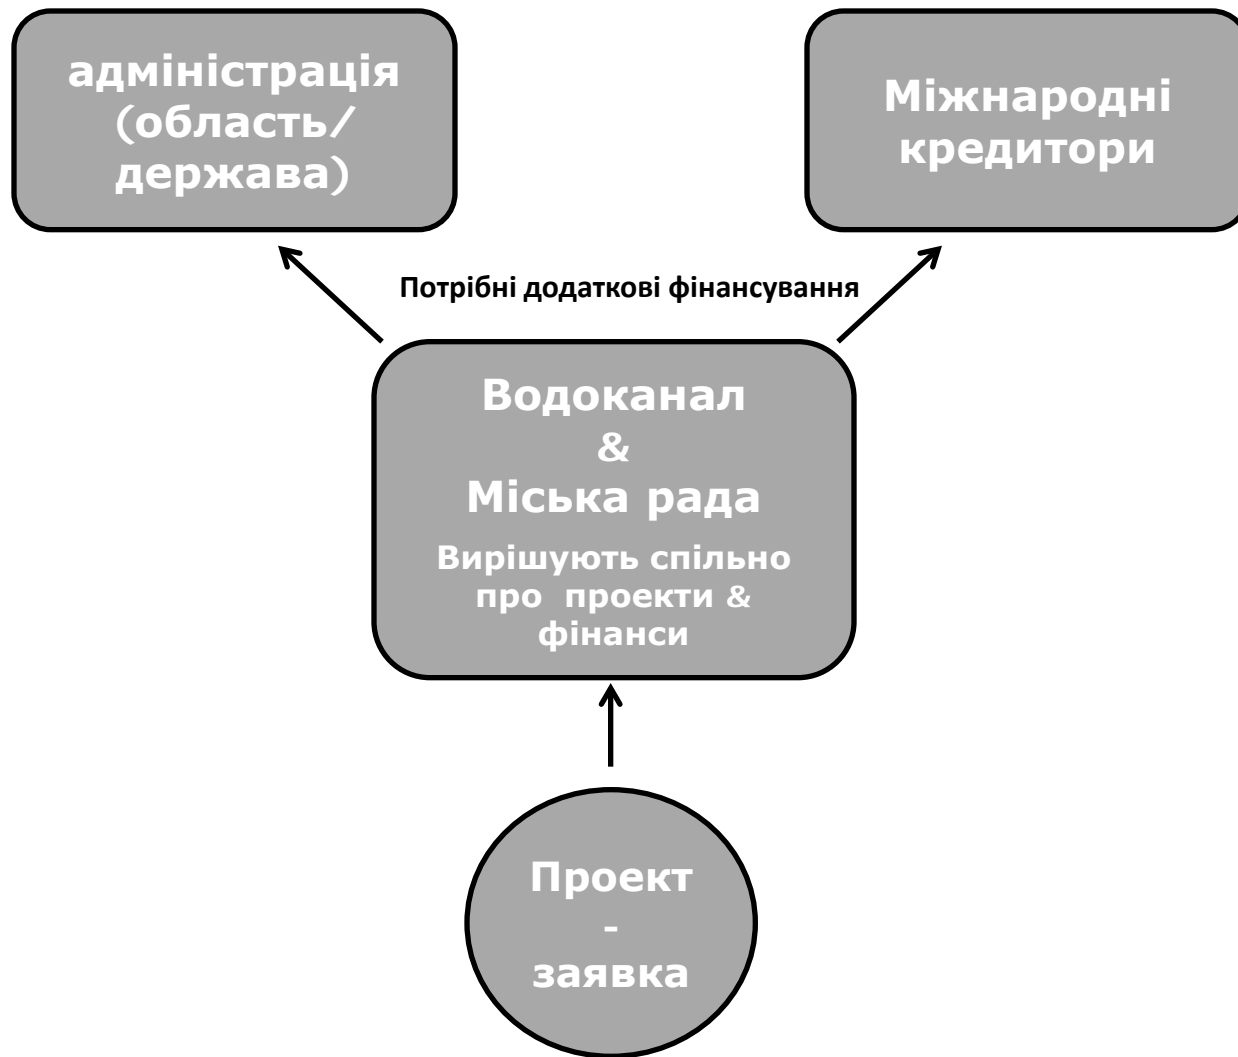 адміністрація
(область/
держава)
Міжнародні
кредитори
Потрібні додаткові фінансування
Водоканал
&
Міська рада
Вирішують спільно
про проекти &
фінанси
Проект
-
заявка